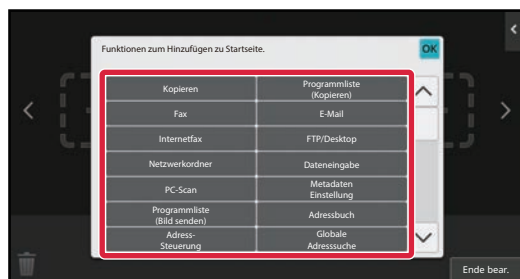 Funktionen zum Hinzufügen zu Startseite.
OK
Kopieren
Programmliste
(Kopieren)
Fax
E-Mail
Internetfax
FTP/Desktop
Netzwerkordner
Dateneingabe
PC-Scan
Metadaten
Einstellung
Programmliste
(Bild senden)
Adressbuch
Adress-
Steuerung
Globale
Adresssuche
Ende bear.